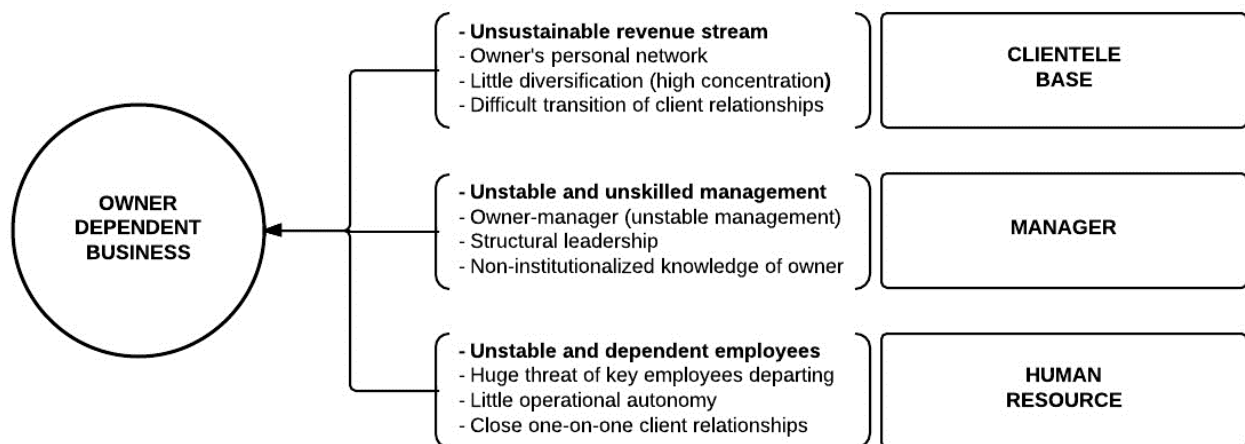 OWNER
DEPENDENT
BUSINESS
- Unsustainable revenue stream
- Owner's personal network
- Little diversification (high concentration)
- Difficult transition of client relationships
CLIENTELE
BASE
- Unstable and unskilled management
- Owner-manager (unstable management)
- Structural leadership
- Non-institutionalized knowledge of owner
MANAGER
- Unstable and dependent employees
- Huge threat of key employees departing
- Little operational autonomy
- Close one-on-one client relationships
HUMAN
RESOURCE